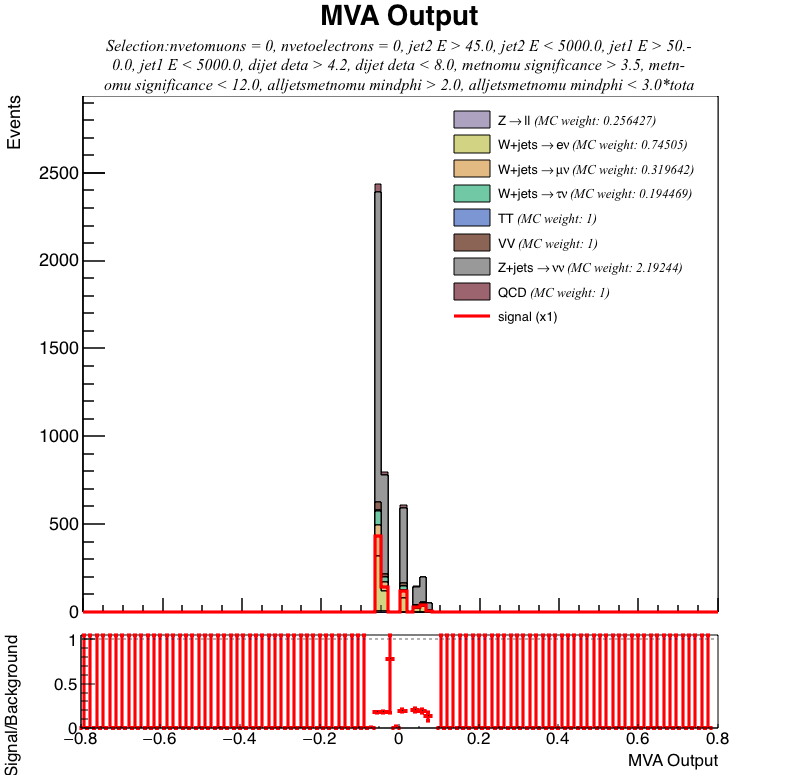 MVA Output
Selection:nvetomuons = 0, nvetoelectrons = 0, jet2 E > 45.0, jet2 E < 5000.0, jet1 E > 50.-
0.0, jet1 E < 5000.0, dijet deta > 4.2, dijet deta < 8.0, metnomu significance > 3.5, metn-
omu significance < 12.0, alljetsmetnomu mindphi > 2.0, alljetsmetnomu mindphi < 3.0*tota
Events
2500
2000
1500
1000
500
0
Z→ll (MC weight: 0.256427)
W+jets→eν (MC weight: 0.74505)
W+jets→μν (MC weight: 0.319642)
W+jets→τν (MC weight: 0.194469)
TT (MC weight: 1)
VV (MC weight: 1)
Z+jets→νν (MC weight: 2.19244)
QCD (MC weight: 1)
signal (x1)
Signal/Background
1
0.5
0
−0.8 −0.6 −0.4 −0.2 0 0.2 0.4 0.6 0.8
MVA Output